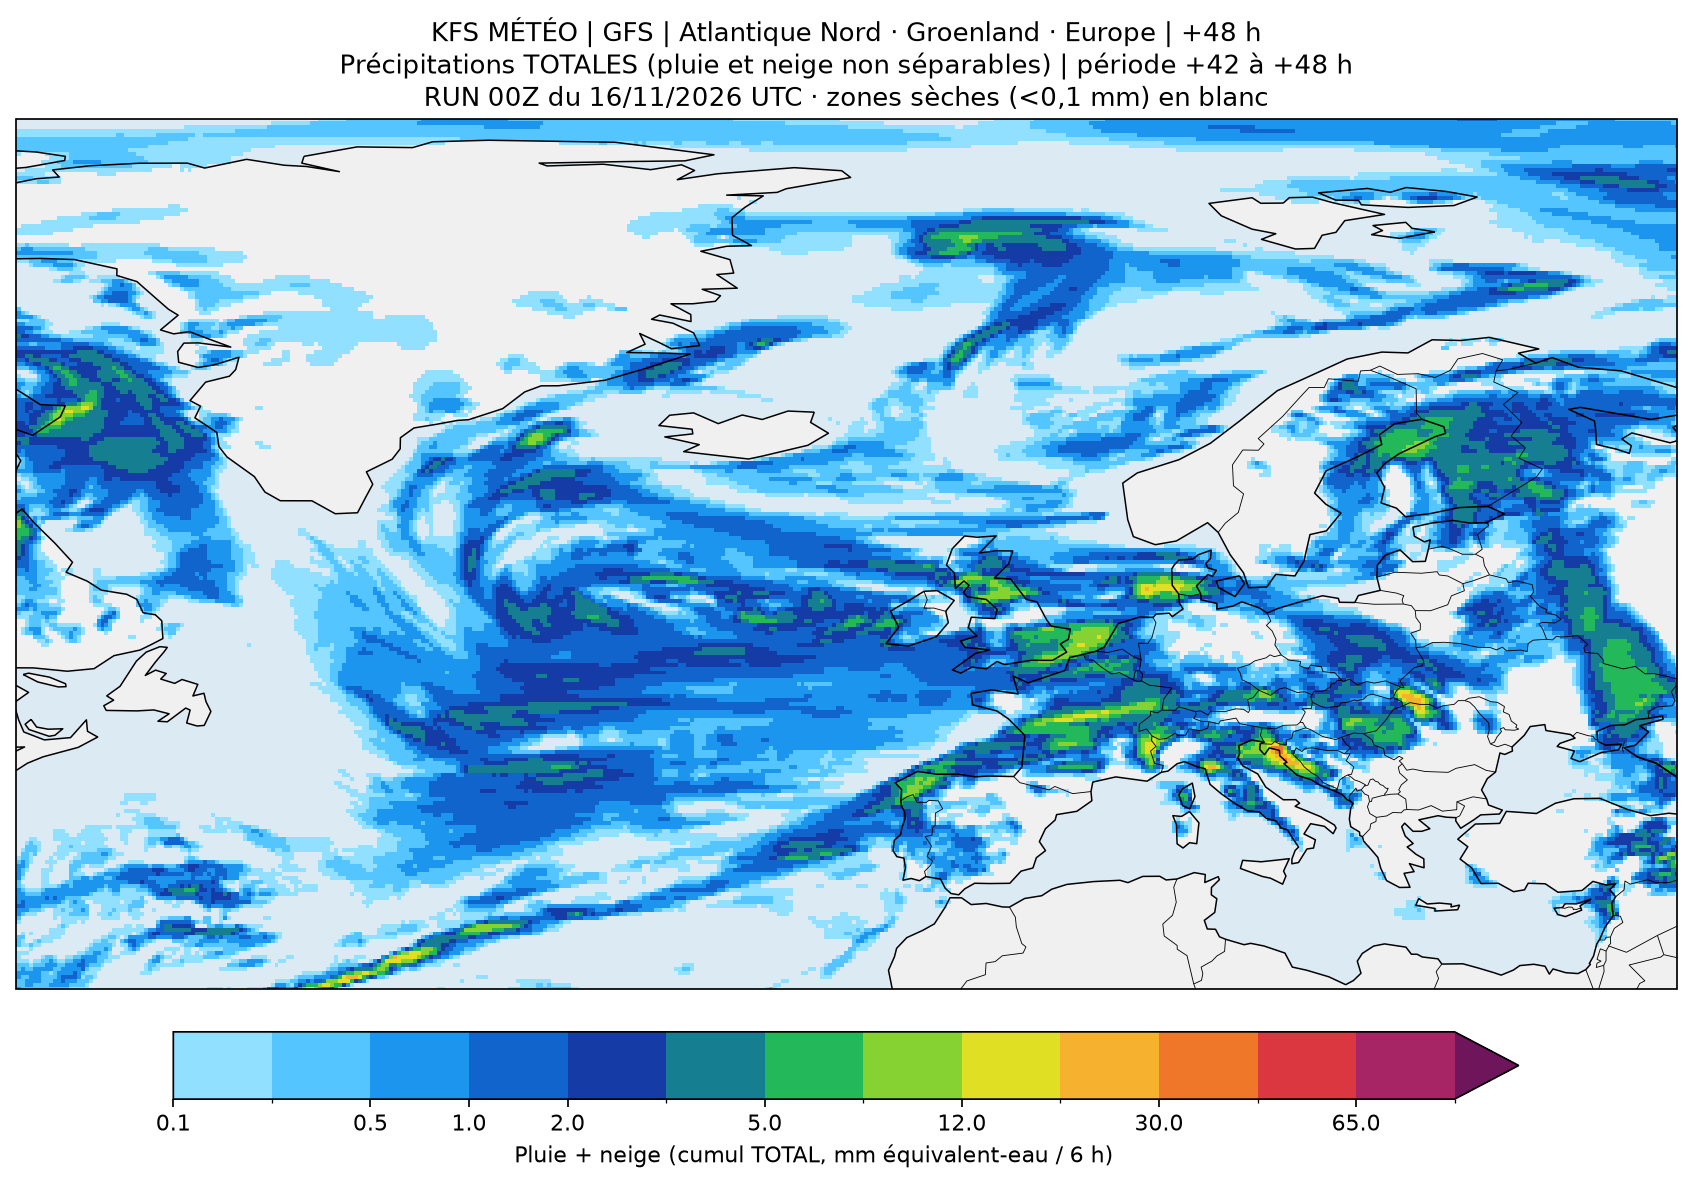 KFS MÉTÉO | GFS | Atlantique Nord · Groenland · Europe | +48 h
Précipitations TOTALES (pluie et neige non séparables) | période +42 à +48 h
RUN 00Z du 16/11/2026 UTC · zones sèches (<0,1 mm) en blanc
0.1 0.5 1.0 2.0 5.0 12.0 30.0 65.0
Pluie + neige (cumul TOTAL, mm équivalent-eau / 6 h)